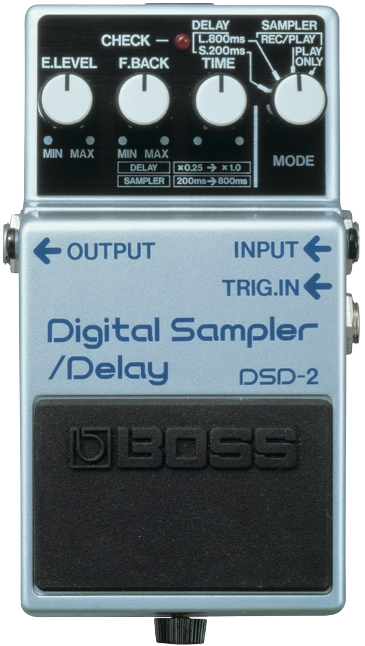 DELAY SAMPLER
CHECK L.800ms REC/PLAY
S.200ms PLAY ONLY
E.LEVEL F.BACK TIME
MIN MAX MIN MAX MODE
DELAY ×0.25 → ×1.0
SAMPLER 200ms→800ms
← OUTPUT INPUT ←
TRIG.IN ←
Digital Sampler
/Delay DSD-2
BOSS